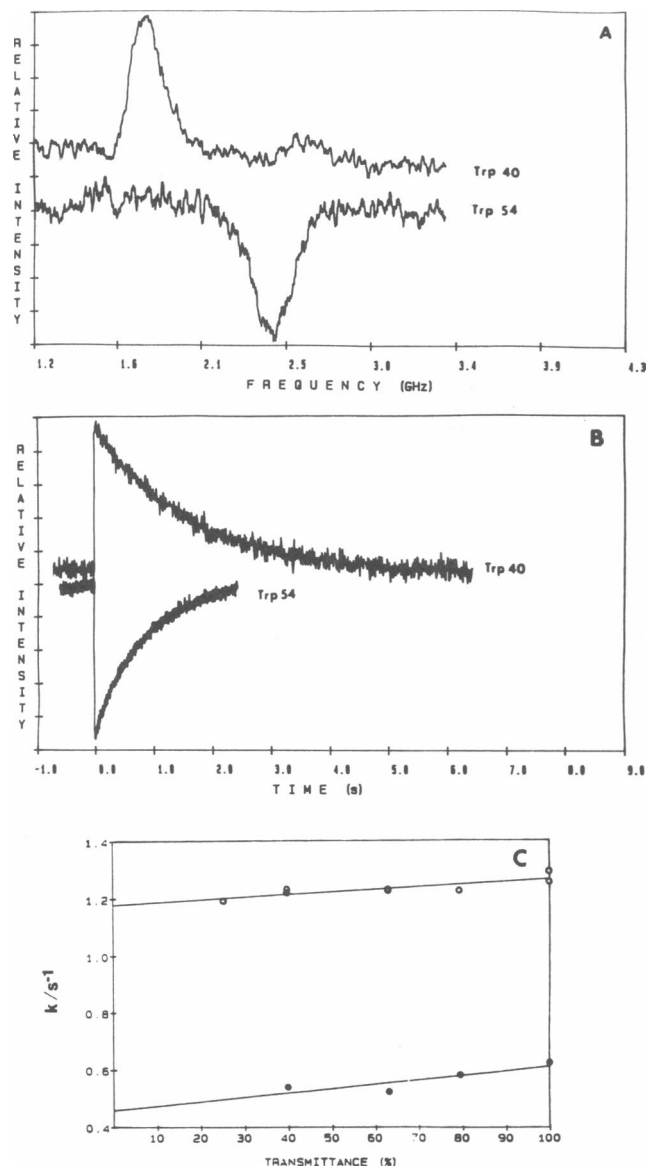 A
RELATIVE INTENSITY
Trp 40
Trp 54
1.2 1.6 2.1 2.5 3.0 3.4 3.9 4.3
FREQUENCY (GHz)
B
RELATIVE INTENSITY
Trp 40
Trp 54
-1.0 0.0 1.0 2.0 3.0 4.0 5.0 6.0 7.0 8.0 9.0
TIME (s)
C
1.4
1.2
1.0
0.8
0.6
0.4
k/s-1
10 20 30 40 50 60 70 80 90 100
TRANSMITTANCE (%)